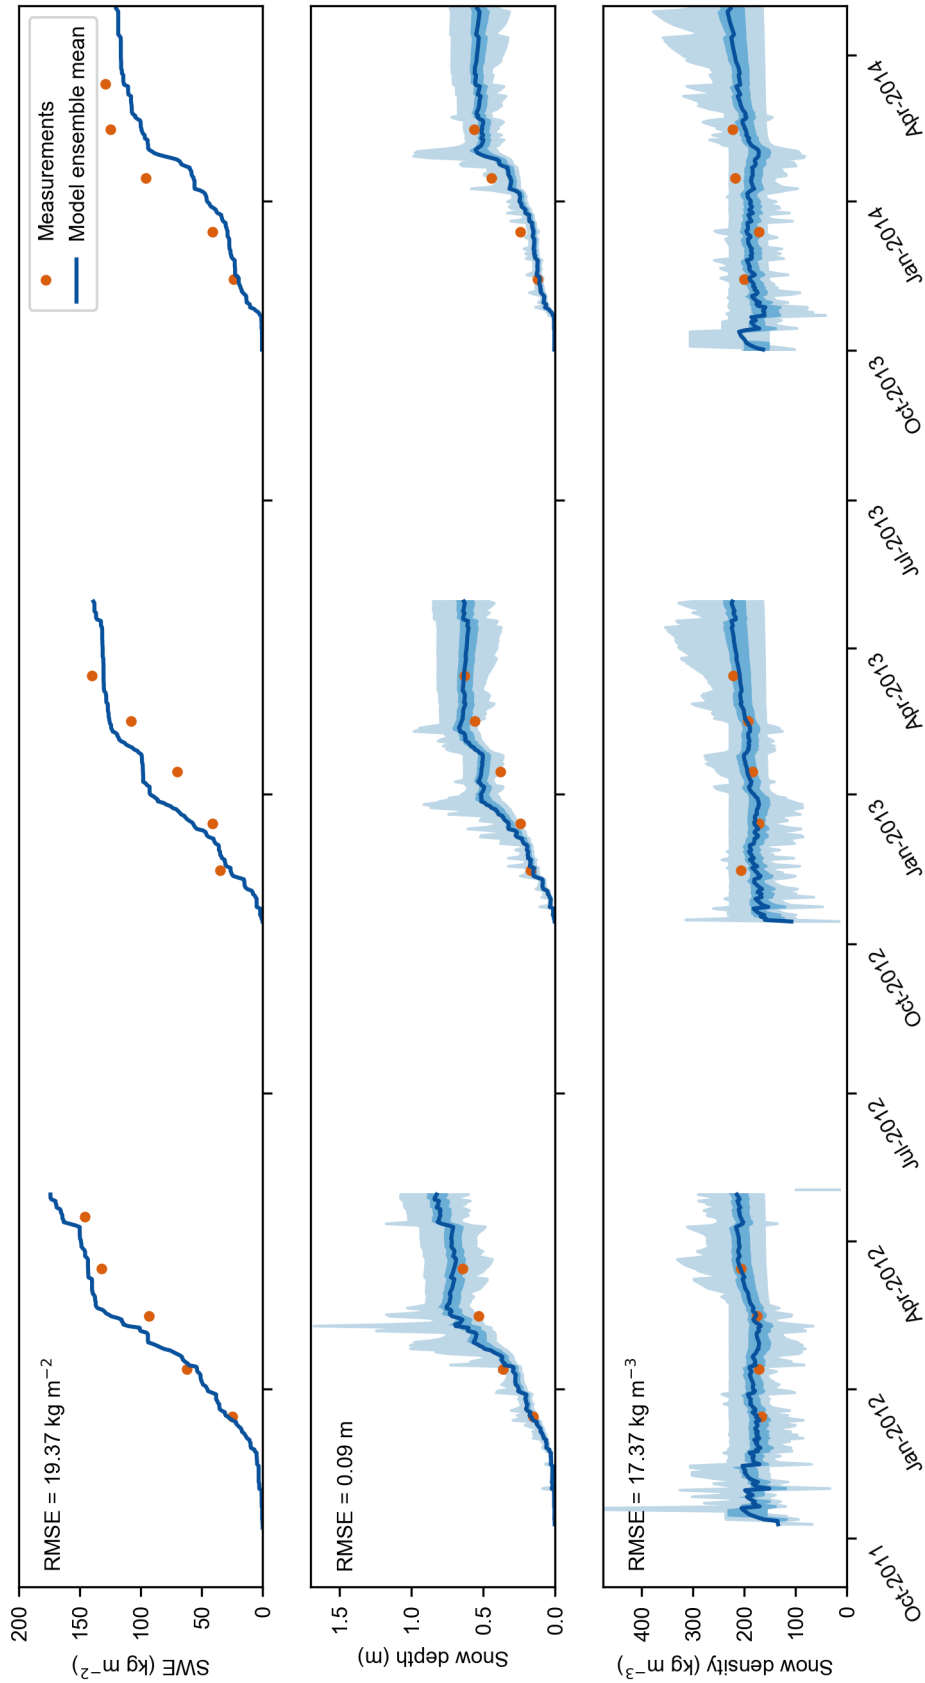 Measurements
Model ensemble mean
RMSE = 19.37 kg m⁻²
SWE (kg m⁻²)
200
150
100
50
0
RMSE = 0.09 m
Snow depth (m)
1.5
1.0
0.5
0.0
RMSE = 17.37 kg m⁻³
Snow density (kg m⁻³)
400
300
200
100
0
Oct-2011
Jan-2012
Apr-2012
Jul-2012
Oct-2012
Jan-2013
Apr-2013
Jul-2013
Oct-2013
Jan-2014
Apr-2014